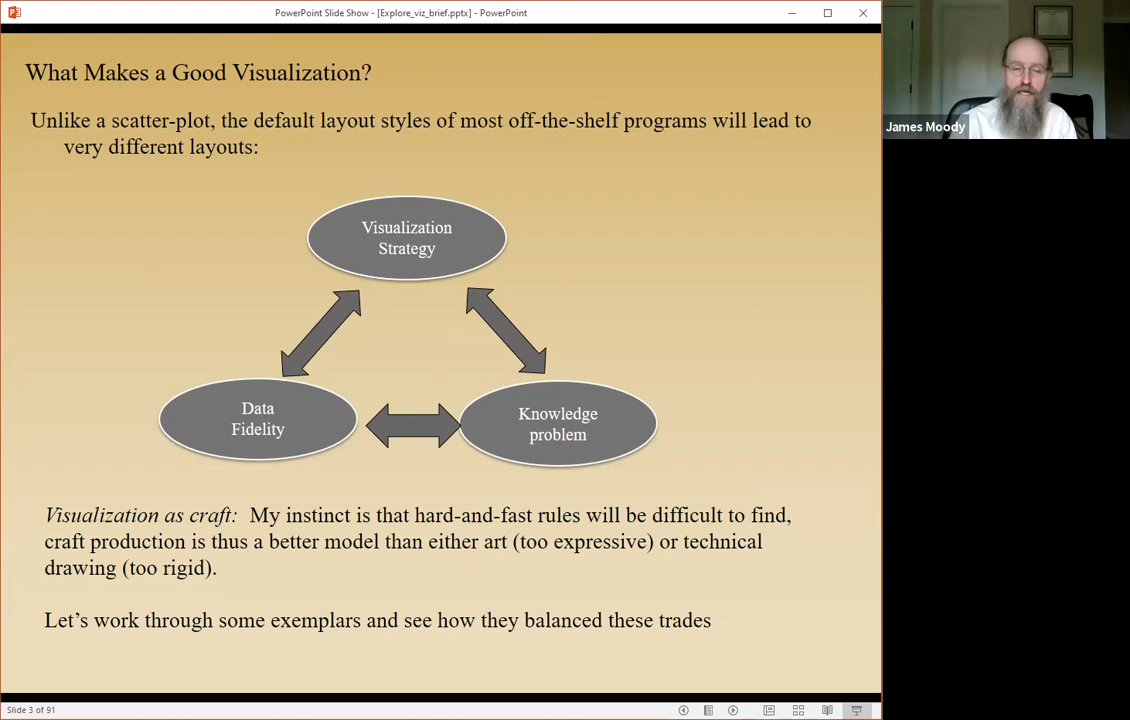 PowerPoint Slide Show - [Explore_viz_brief.pptx] - PowerPoint
What Makes a Good Visualization?
Unlike a scatter-plot, the default layout styles of most off-the-shelf programs will lead to
very different layouts:
Visualization
Strategy
Data
Fidelity
Knowledge
problem
Visualization as craft: My instinct is that hard-and-fast rules will be difficult to find,
craft production is thus a better model than either art (too expressive) or technical
drawing (too rigid).
Let's work through some exemplars and see how they balanced these trades
Slide 3 of 91
James Moody